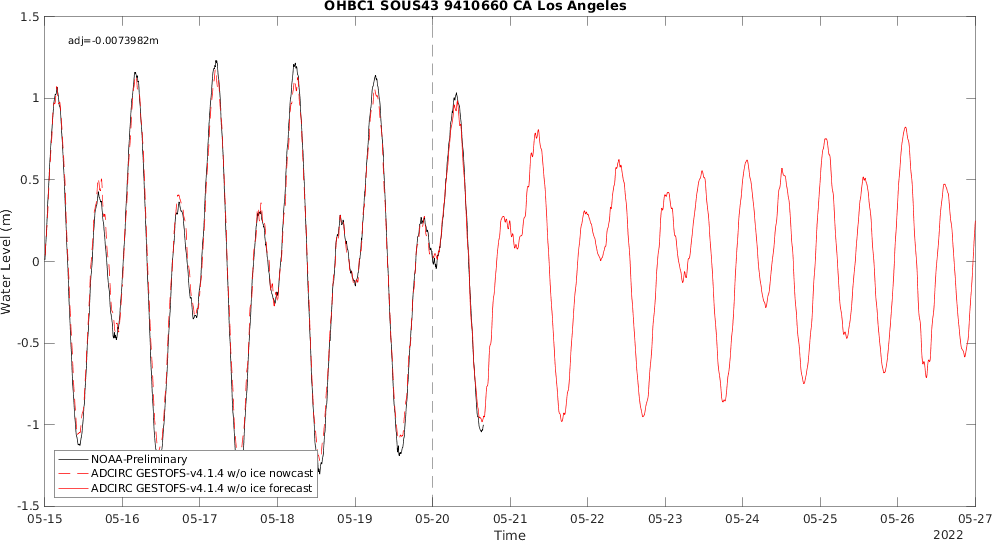 OHBC1 SOUS43 9410660 CA Los Angeles
adj=-0.0073982m
1.5
1
0.5
0
-0.5
-1
-1.5
Water Level (m)
NOAA-Preliminary
ADCIRC GESTOFS-v4.1.4 w/o ice nowcast
ADCIRC GESTOFS-v4.1.4 w/o ice forecast
05-15 05-16 05-17 05-18 05-19 05-20 05-21 05-22 05-23 05-24 05-25 05-26 05-27
Time
2022